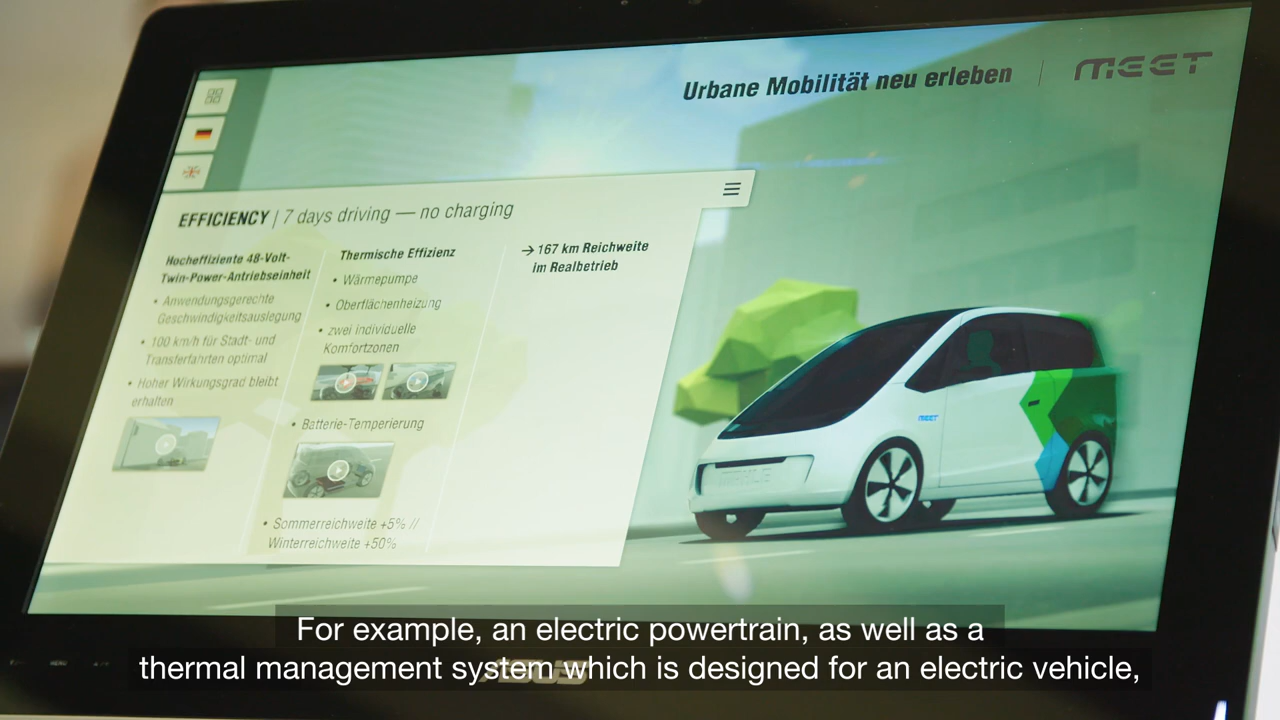 Urbane Mobilität neu erleben
MEET
EFFICIENCY | 7 days driving — no charging
Hocheffiziente 48-Volt-
Twin-Power-Antriebseinheit
• Anwendungsgerechte
Geschwindigkeitsauslegung
• 100 km/h für Stadt- und
Transferfahrten optimal
• Hoher Wirkungsgrad bleibt
erhalten
Thermische Effizienz
• Wärmepumpe
• Oberflächenheizung
• zwei individuelle
Komfortzonen
• Batterie-Temperierung
• Sommerreichweite +5% //
Winterreichweite +50%
→ 167 km Reichweite
im Realbetrieb
MEET
ASUS
MENU
For example, an electric powertrain, as well as a
thermal management system which is designed for an electric vehicle,